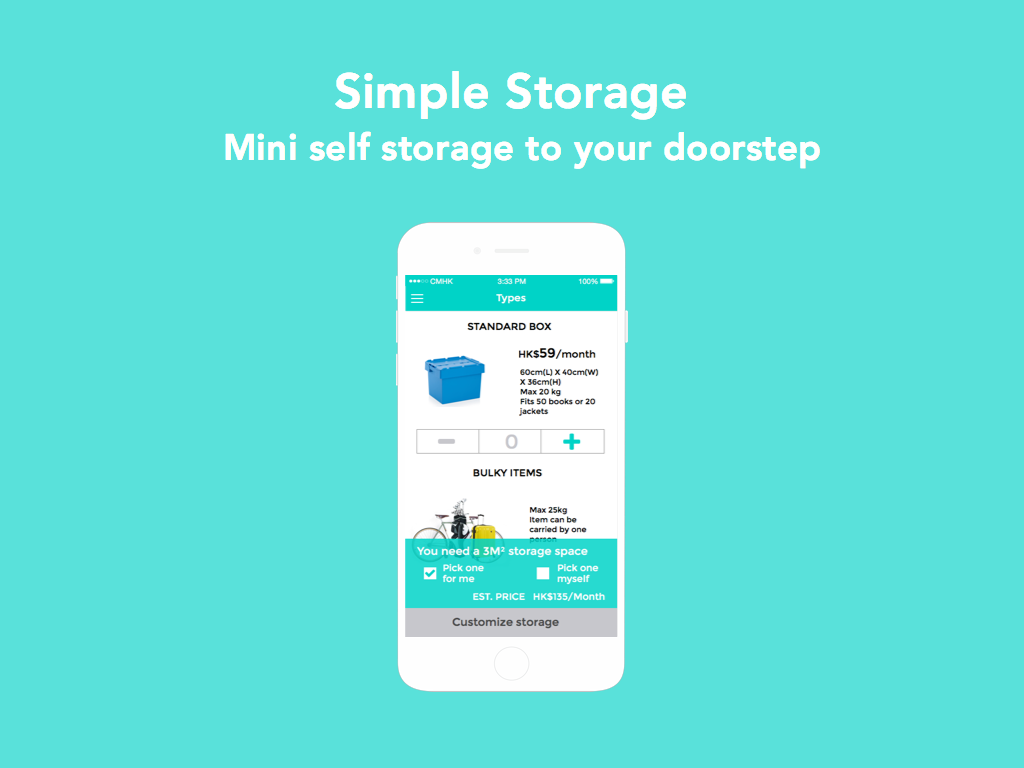 Simple Storage
Mini self storage to your doorstep
CMHK 3:33 PM 100%
Types
STANDARD BOX
HK$59/month
60cm(L) X 40cm(W)
X 36cm(H)
Max 20 kg
Fits 50 books or 20
jackets
0
BULKY ITEMS
Max 25kg
Item can be
carried by one
person
You need a 3M² storage space
Pick one
for me
Pick one
myself
EST. PRICE HK$135/Month
Customize storage